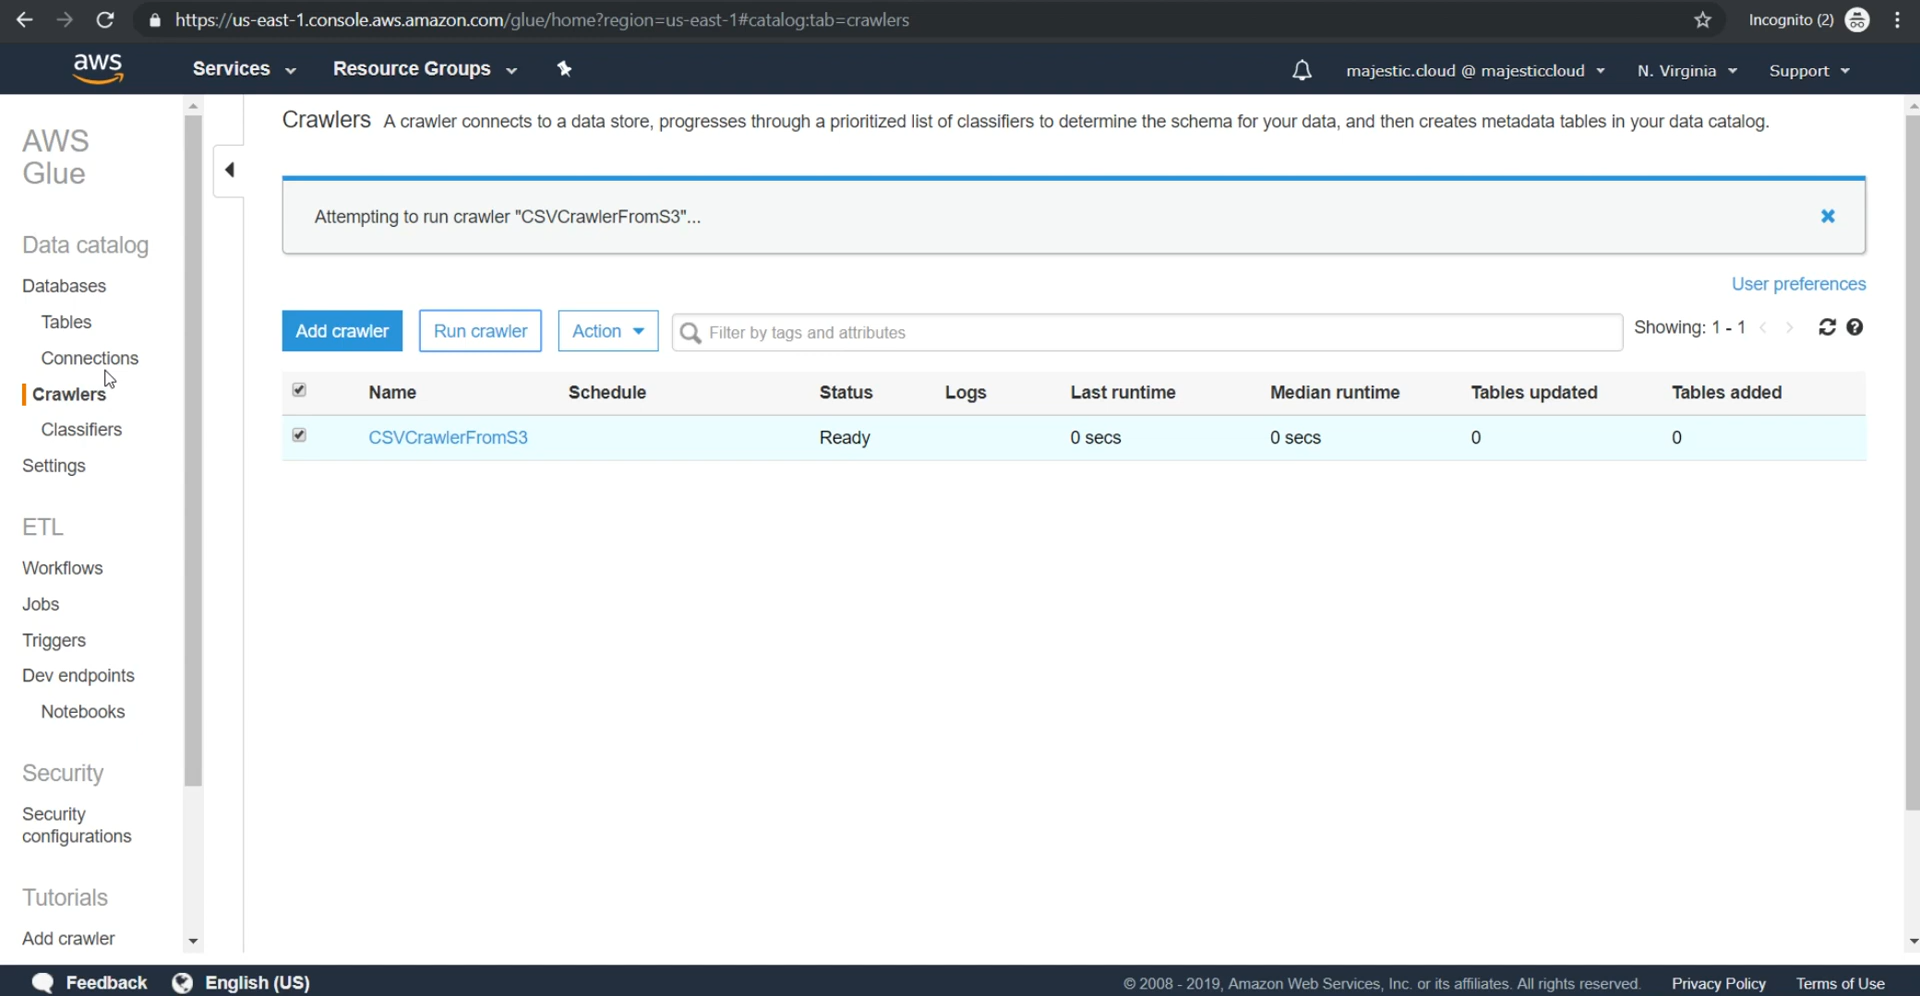 https://us-east-1.console.aws.amazon.com/glue/home?region=us-east-1#catalog:tab=crawlers
Incognito (2)
aws
Services
Resource Groups
majestic.cloud @ majesticcloud
N. Virginia
Support
AWS
Glue
Data catalog
Databases
Tables
Connections
Crawlers
Classifiers
Settings
ETL
Workflows
Jobs
Triggers
Dev endpoints
Notebooks
Security
Security
configurations
Tutorials
Add crawler
Crawlers A crawler connects to a data store, progresses through a prioritized list of classifiers to determine the schema for your data, and then creates metadata tables in your data catalog.
Attempting to run crawler "CSVCrawlerFromS3"...
User preferences
Add crawler
Run crawler
Action
Filter by tags and attributes
Showing: 1 - 1
Name Schedule Status Logs Last runtime Median runtime Tables updated Tables added
CSVCrawlerFromS3 Ready 0 secs 0 secs 0 0
Feedback
English (US)
© 2008 - 2019, Amazon Web Services, Inc. or its affiliates. All rights reserved.
Privacy Policy
Terms of Use